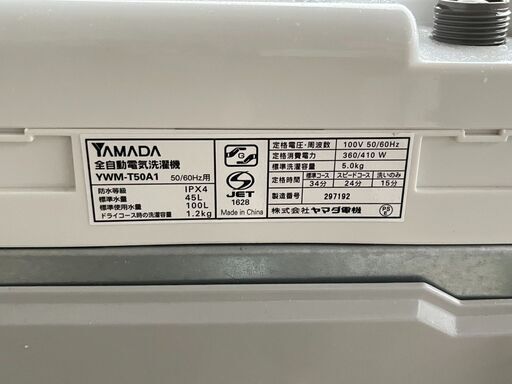 YAMADA
全自動電気洗濯機
YWM-T50A1 50/60Hz用
防水等級 IPX4
標準水量 45L
標準使用水量 100L
ドライコース時の洗濯容量 1.2kg
G
JET
1628
Made in China
定格電圧・周波数 100V 50/60Hz
定格消費電力 360/410 W
定格洗濯容量 5.0kg
標準コース スピードコース 洗いのみ
34分 24分 15分
製造番号 297192
株式会社 ヤマダ電機
PS
E